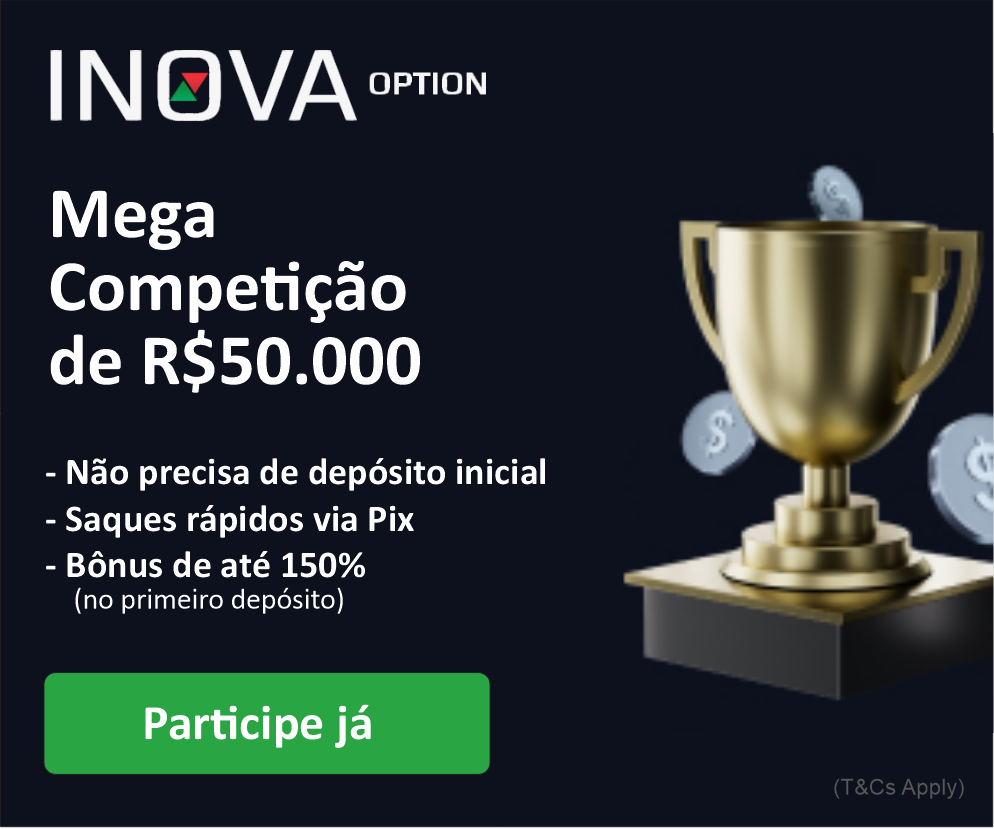 INOVA OPTION
Mega
Competição
de R$50.000
- Não precisa de depósito inicial
- Saques rápidos via Pix
- Bônus de até 150%
(no primeiro depósito)
Participe já
(T&Cs Apply)